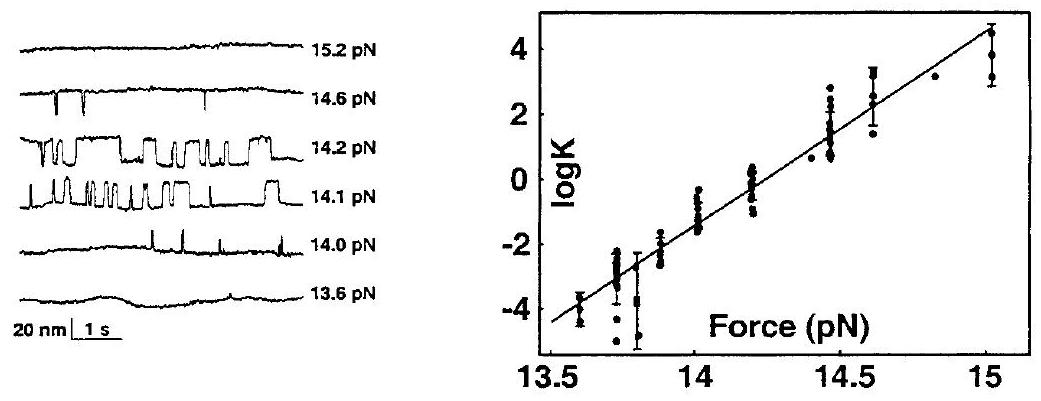 15.2 pN
14.6 pN
14.2 pN
14.1 pN
14.0 pN
13.6 pN
20 nm 1 s
4
2
0
-2
-4
logK
Force (pN)
13.5 14 14.5 15